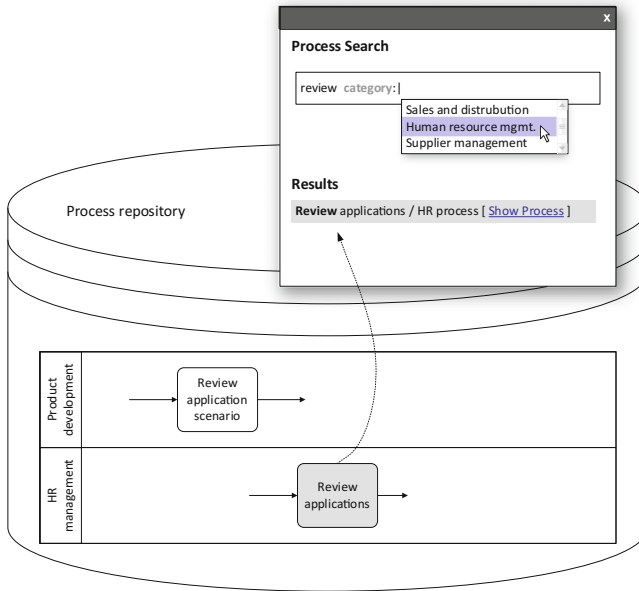 x
Process Search
review category:|
Sales and distrubution
Human resource mgmt.
Supplier management
Results
Review applications / HR process [ Show Process ]
Process repository
Product
development
Review
application
scenario
HR
management
Review
applications